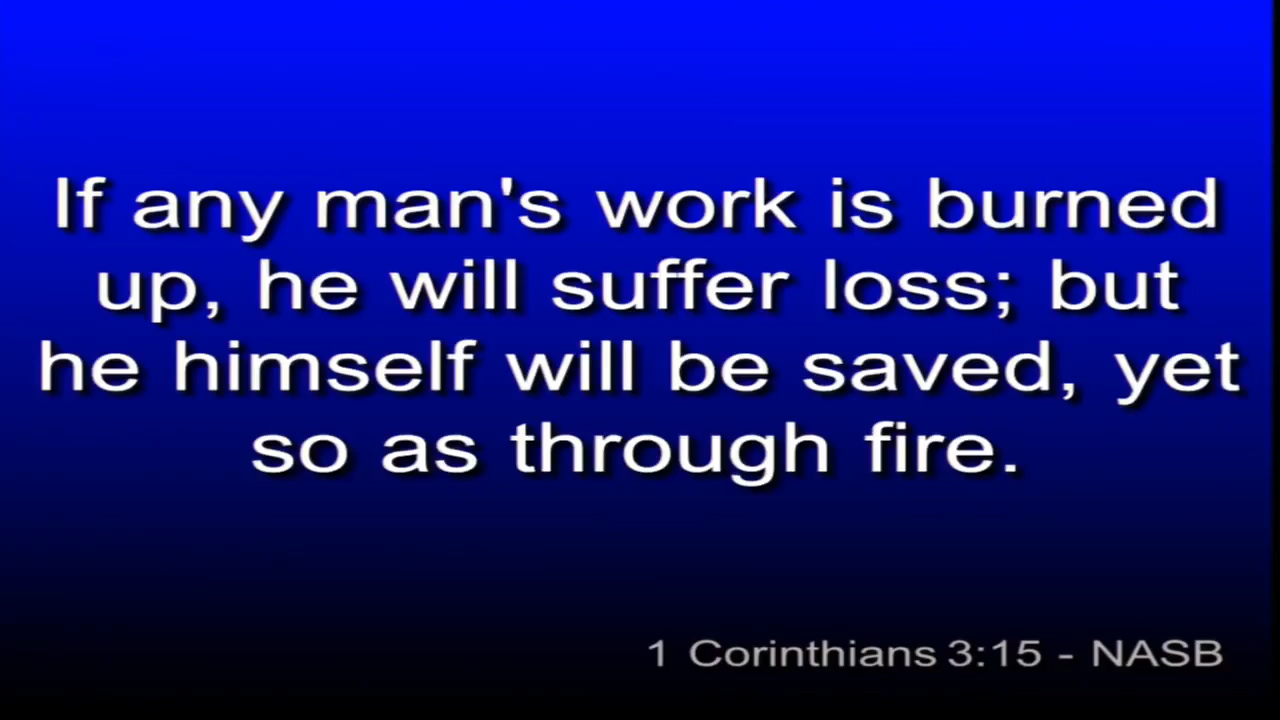 If any man's work is burned
up, he will suffer loss; but
he himself will be saved, yet
so as through fire.
1 Corinthians 3:15 - NASB